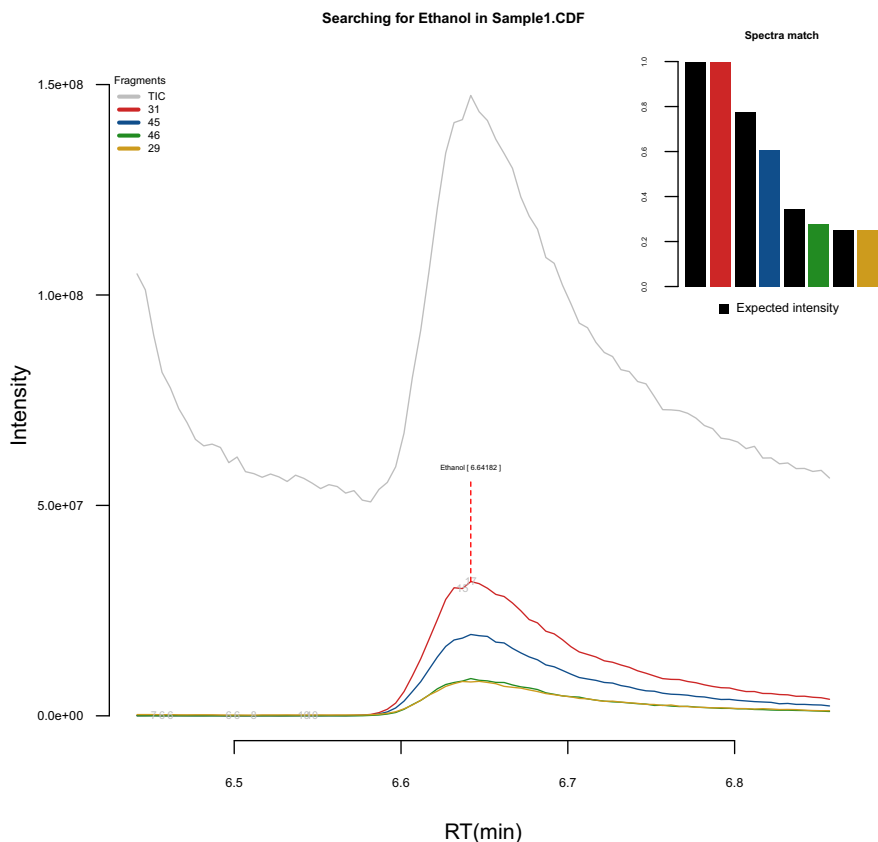 Searching for Ethanol in Sample1.CDF
Spectra match
1.0
0.8
0.6
0.4
0.2
0.0
Expected intensity
Fragments
TIC
31
45
46
29
1.5e+08
1.0e+08
5.0e+07
0.0e+00
Intensity
Ethanol [ 6.64182 ]
6.5
6.6
6.7
6.8
RT(min)